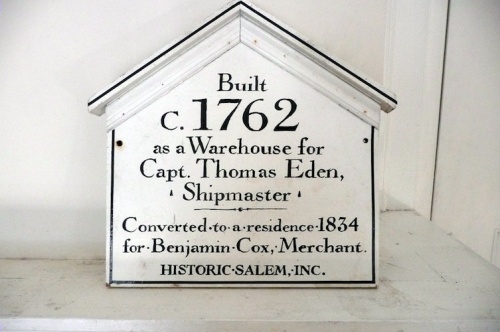 Built
c. 1762
as a Warehouse for
Capt. Thomas Eden,
Shipmaster
Converted·to·a·residence·1834
for·Benjamin·Cox,·Merchant.
HISTORIC·SALEM,·INC.